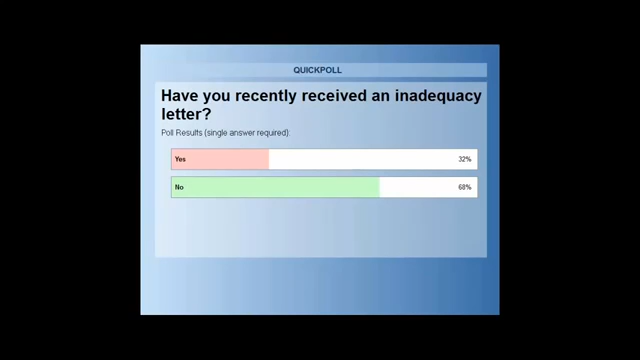 QUICKPOLL
Have you recently received an inadequacy
letter?
Poll Results (single answer required):
Yes 32%
No 68%